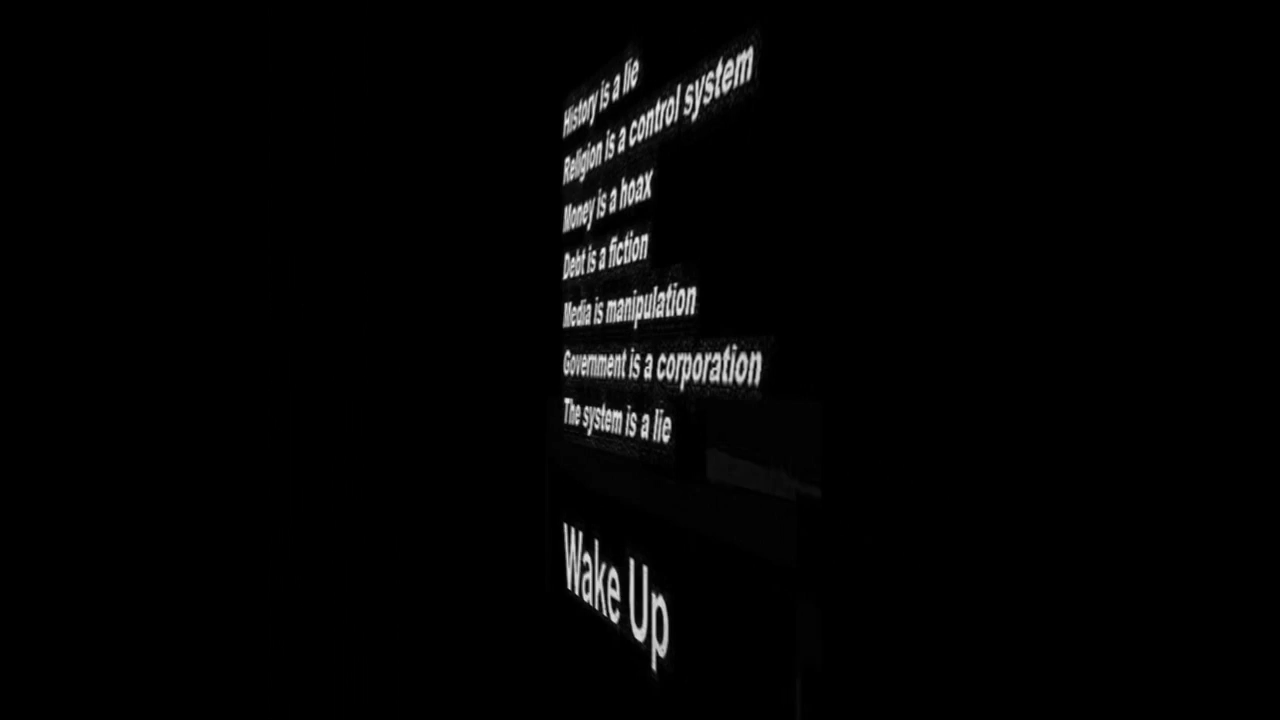 History is a lie
Religion is a control system
Money is a hoax
Debt is a fiction
Media is manipulation
Government is a corporation
The system is a lie
Wake Up